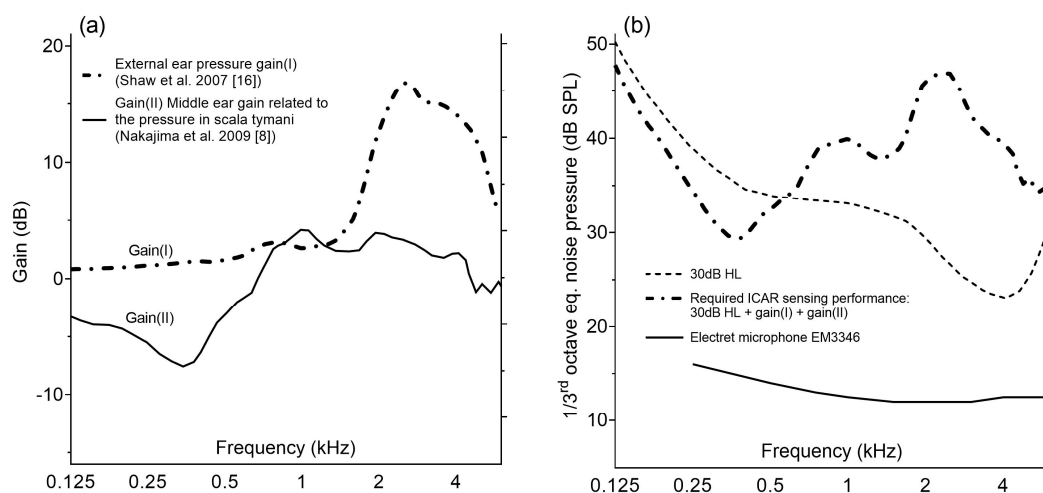 (a)
20
10
0
-10
Gain (dB)
External ear pressure gain(I)
(Shaw et al. 2007 [16])
Gain(II) Middle ear gain related to
the pressure in scala tymani
(Nakajima et al. 2009 [8])
Gain(I)
Gain(II)
Frequency (kHz)
0.125 0.25 0.5 1 2 4
(b)
50
40
30
20
10
1/3rd octave eq. noise pressure (dB SPL)
30dB HL
Required ICAR sensing performance:
30dB HL + gain(I) + gain(II)
Electret microphone EM3346
Frequency (kHz)
0.125 0.25 0.5 1 2 4